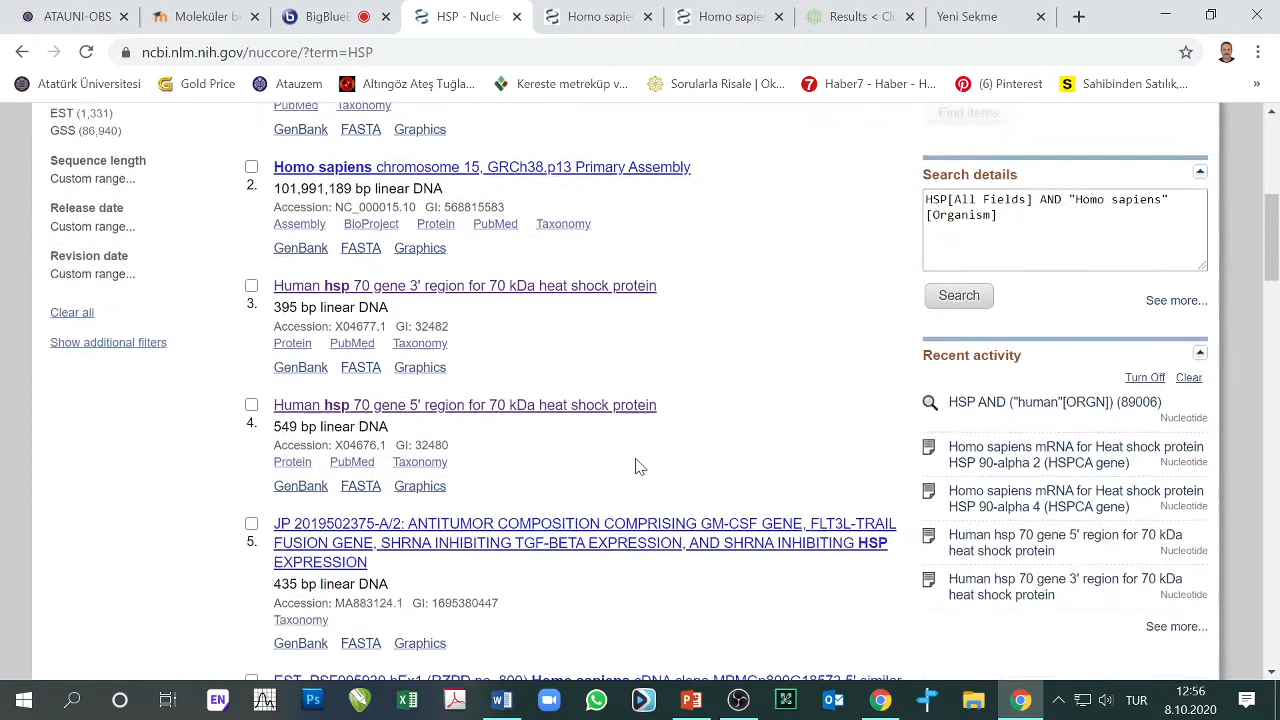 ATAUNI-OBS
Moleküler b
BigBlue
HSP - Nucle
Homo sapien
Homo sapien
Results < Clu
Yeni Sekme
ncbi.nlm.nih.gov/nuccore/?term=HSP
Atatürk Üniversitesi
Gold Price
Atauzem
Altıngöz Ateş Tuğla...
Kereste metreküp v...
Sorularla Risale | Ok...
Haber7 - Haber - H...
(6) Pinterest
Sahibinden Satılık,...
»
EST (1,331)
GSS (86,940)
Sequence length
Custom range...
Release date
Custom range...
Revision date
Custom range...
Clear all
Show additional filters
PubMed Taxonomy
GenBank FASTA Graphics
2. Homo sapiens chromosome 15, GRCh38.p13 Primary Assembly
101,991,189 bp linear DNA
Accession: NC_000015.10 GI: 568815583
Assembly BioProject Protein PubMed Taxonomy
GenBank FASTA Graphics
3. Human hsp 70 gene 3' region for 70 kDa heat shock protein
395 bp linear DNA
Accession: X04677.1 GI: 32482
Protein PubMed Taxonomy
GenBank FASTA Graphics
4. Human hsp 70 gene 5' region for 70 kDa heat shock protein
549 bp linear DNA
Accession: X04676.1 GI: 32480
Protein PubMed Taxonomy
GenBank FASTA Graphics
5. JP 2019502375-A/2: ANTITUMOR COMPOSITION COMPRISING GM-CSF GENE, FLT3L-TRAIL
FUSION GENE, SHRNA INHIBITING TGF-BETA EXPRESSION, AND SHRNA INHIBITING HSP
EXPRESSION
435 bp linear DNA
Accession: MA883124.1 GI: 1695380447
Taxonomy
GenBank FASTA Graphics
Find items
Search details
HSP[All Fields] AND "Homo sapiens"
[Organism]
Search
See more...
Recent activity
Turn Off Clear
HSP AND ("human"[ORGN]) (89006)
Nucleotide
Homo sapiens mRNA for Heat shock protein
HSP 90-alpha 2 (HSPCA gene) Nucleotide
Homo sapiens mRNA for Heat shock protein
HSP 90-alpha 4 (HSPCA gene) Nucleotide
Human hsp 70 gene 5' region for 70 kDa
heat shock protein Nucleotide
Human hsp 70 gene 3' region for 70 kDa
heat shock protein Nucleotide
See more...
EN
Ps
TUR
12:56
8.10.2020